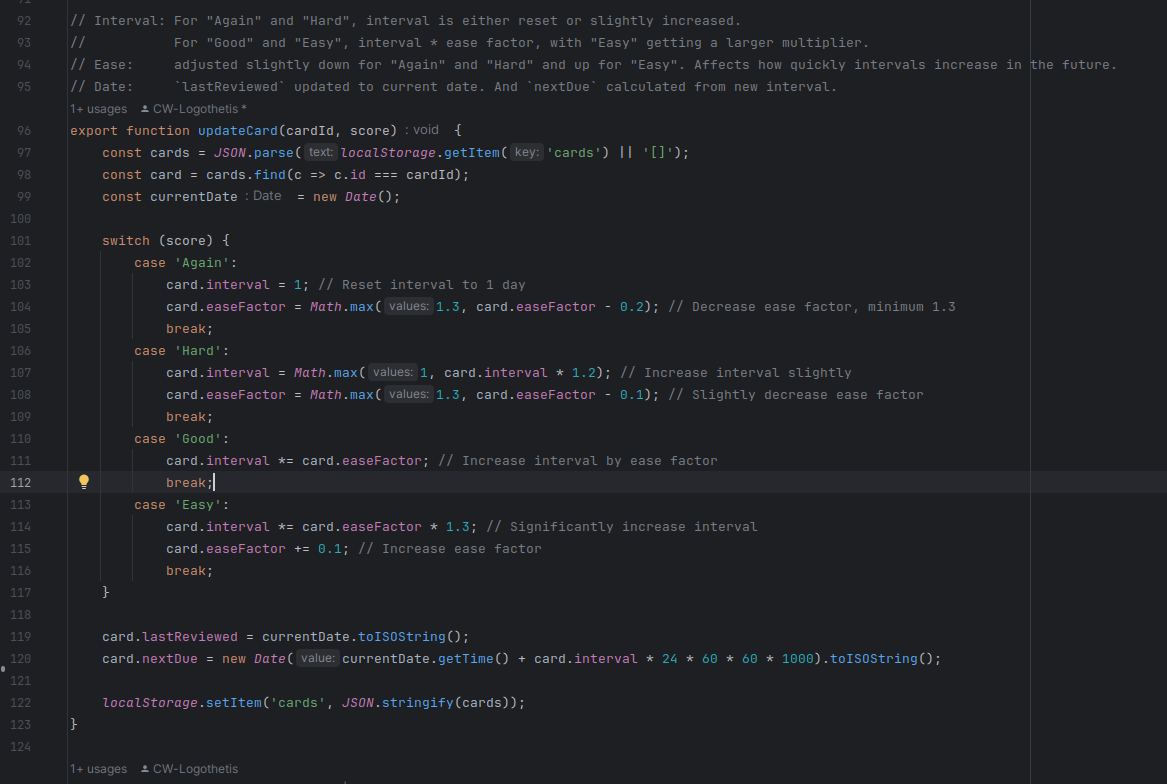 92 // Interval: For "Again" and "Hard", interval is either reset or slightly increased.
93 //           For "Good" and "Easy", interval * ease factor, with "Easy" getting a larger multiplier.
94 // Ease:     adjusted slightly down for "Again" and "Hard" and up for "Easy". Affects how quickly intervals increase in the future.
95 // Date:     `lastReviewed` updated to current date. And `nextDue` calculated from new interval.
1+ usages CW-Logothetis *
96 export function updateCard(cardId, score) : void {
97     const cards = JSON.parse( text: localStorage.getItem( key: 'cards') || '[]');
98     const card = cards.find(c => c.id === cardId);
99     const currentDate : Date = new Date();
100
101     switch (score) {
102         case 'Again':
103             card.interval = 1; // Reset interval to 1 day
104             card.easeFactor = Math.max( values: 1.3, card.easeFactor - 0.2); // Decrease ease factor, minimum 1.3
105             break;
106         case 'Hard':
107             card.interval = Math.max( values: 1, card.interval * 1.2); // Increase interval slightly
108             card.easeFactor = Math.max( values: 1.3, card.easeFactor - 0.1); // Slightly decrease ease factor
109             break;
110         case 'Good':
111             card.interval *= card.easeFactor; // Increase interval by ease factor
112             break;
113         case 'Easy':
114             card.interval *= card.easeFactor * 1.3; // Significantly increase interval
115             card.easeFactor += 0.1; // Increase ease factor
116             break;
117     }
118
119     card.lastReviewed = currentDate.toISOString();
120     card.nextDue = new Date( value: currentDate.getTime() + card.interval * 24 * 60 * 60 * 1000).toISOString();
121
122     localStorage.setItem('cards', JSON.stringify(cards));
123 }
124
1+ usages CW-Logothetis